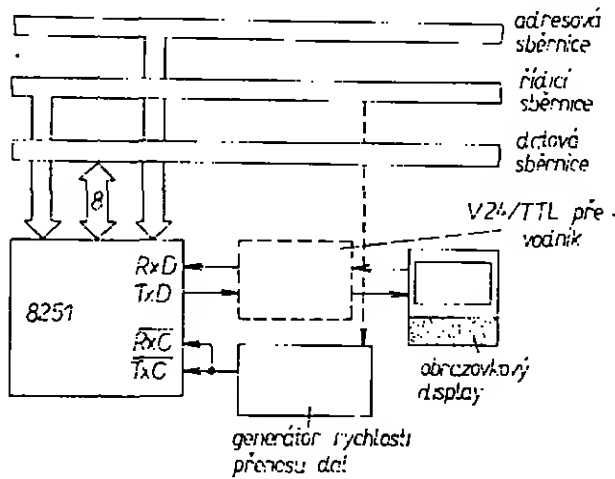 adresová
sběrnice
řídicí
sběrnice
datová
sběrnice
8
V24/TTL pře-
vodník
RxD
TxD
8251
RxC
TxC
obrazovkový
display
generátor rychlosti
přenosu dat